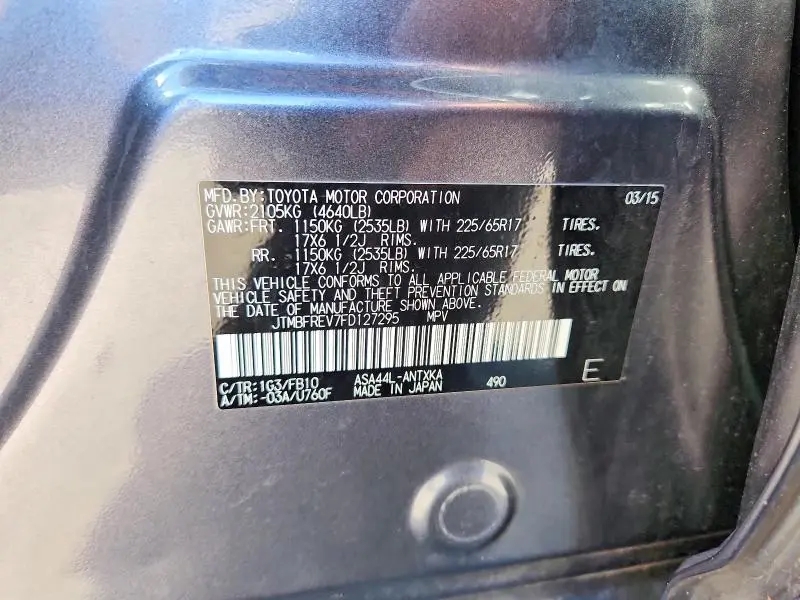 MFD.BY:TOYOTA MOTOR CORPORATION 03/15
GVWR:2105KG (4640LB)
GAWR:FRT. 1150KG (2535LB) WITH 225/65R17 TIRES.
17X6 1/2J RIMS.
RR. 1150KG (2535LB) WITH 225/65R17 TIRES.
17X6 1/2J RIMS.
THIS VEHICLE CONFORMS TO ALL APPLICABLE FEDERAL MOTOR
VEHICLE SAFETY AND THEFT PREVENTION STANDARDS IN EFFECT ON
THE DATE OF MANUFACTURE SHOWN ABOVE.
JTMBFREV7FD127295 MPV
C/TR:1G3/FB10 ASA44L-ANTXKA 490 E
A/TM:-03A/U760F MADE IN JAPAN